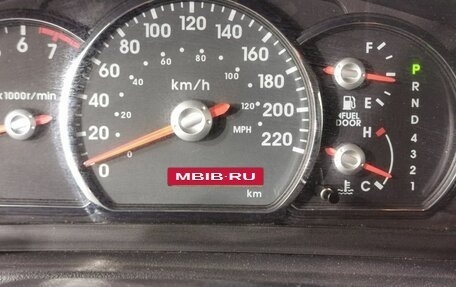 6 7
x1000r/min
0 20 40 60 80 100 120 140 160 180 200 220
0 20 40 60 80 100 120
km/h
MPH
MBIB-RU
km
F
E
FUEL
DOOR
H
C
P
R
N
D
4
3
2
1